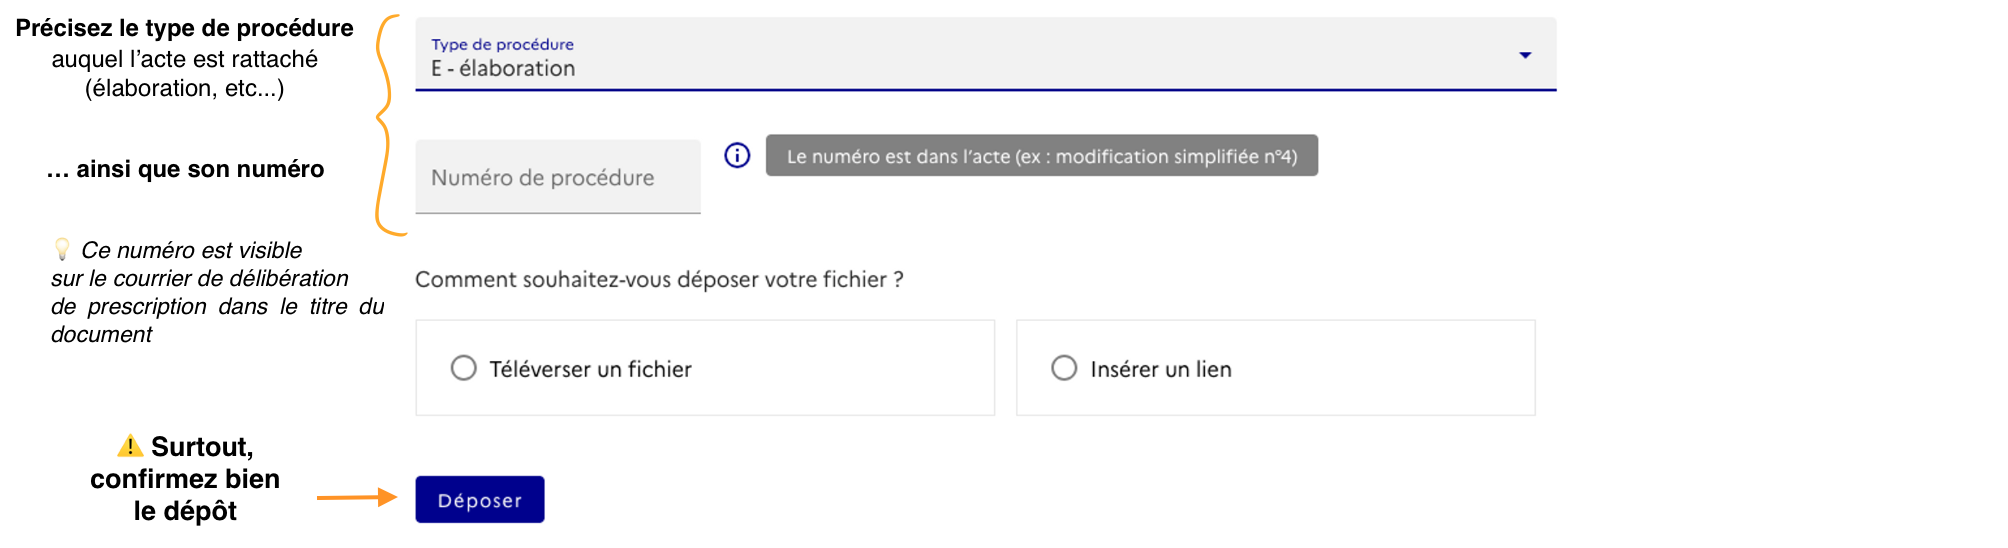 Précisez le type de procédure
auquel l’acte est rattaché
(élaboration, etc...)
… ainsi que son numéro
💡 Ce numéro est visible
sur le courrier de délibération
de prescription dans le titre du
document
⚠️ Surtout,
confirmez bien
le dépôt
Type de procédure
E - élaboration
Numéro de procédure
Le numéro est dans l’acte (ex : modification simplifiée n°4)
Comment souhaitez-vous déposer votre fichier ?
Téléverser un fichier
Insérer un lien
Déposer